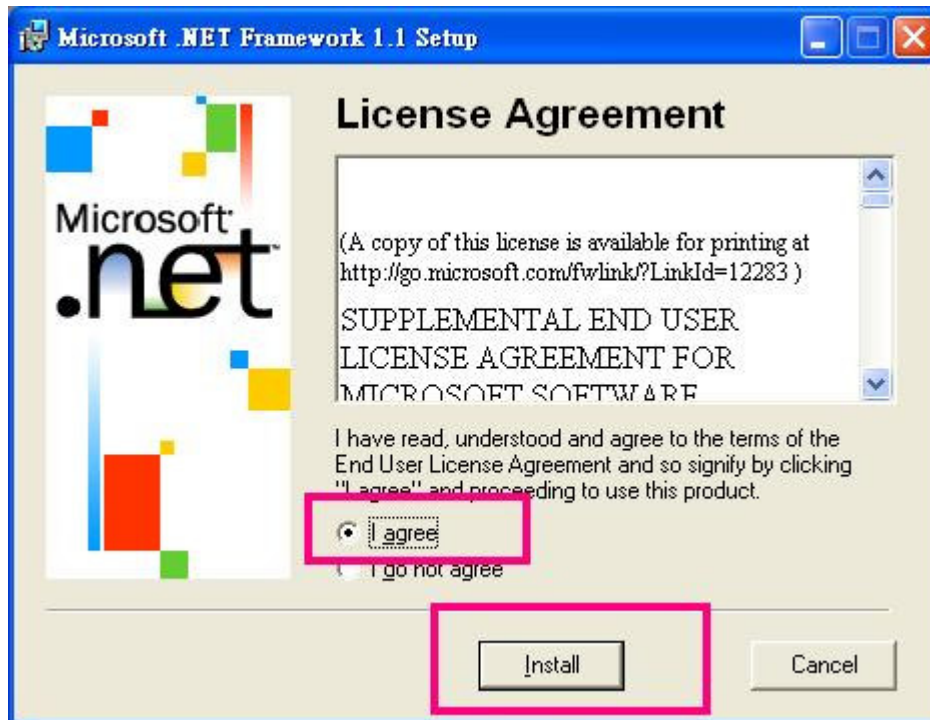 Microsoft .NET Framework 1.1 Setup
License Agreement
Microsoft
.net
(A copy of this license is available for printing at
http://go.microsoft.com/fwlink/?LinkId=12283 )
SUPPLEMENTAL END USER
LICENSE AGREEMENT FOR
MICROSOFT SOFTWARE
I have read, understood and agree to the terms of the
End User License Agreement and so signify by clicking
"I agree" and proceeding to use this product.
I agree
I do not agree
Install
Cancel